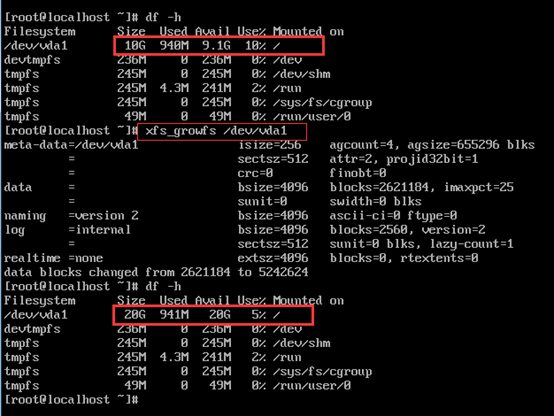 [root@localhost ~]# df -h
Filesystem      Size  Used Avail Use% Mounted on
/dev/vda1        10G  940M  9.1G  10% /
devtmpfs        236M     0  236M   0% /dev
tmpfs           245M     0  245M   0% /dev/shm
tmpfs           245M  4.3M  241M   2% /run
tmpfs           245M     0  245M   0% /sys/fs/cgroup
tmpfs            49M     0   49M   0% /run/user/0
[root@localhost ~]# xfs_growfs /dev/vda1
meta-data=/dev/vda1              isize=256    agcount=4, agsize=655296 blks
         =                       sectsz=512   attr=2, projid32bit=1
         =                       crc=0        finobt=0
data     =                       bsize=4096   blocks=2621184, imaxpct=25
         =                       sunit=0      swidth=0 blks
naming   =version 2              bsize=4096   ascii-ci=0 ftype=0
log      =internal               bsize=4096   blocks=2560, version=2
         =                       sectsz=512   sunit=0 blks, lazy-count=1
realtime =none                   extsz=4096   blocks=0, rtextents=0
data blocks changed from 2621184 to 5242624
[root@localhost ~]# df -h
Filesystem      Size  Used Avail Use% Mounted on
/dev/vda1        20G  941M   20G   5% /
devtmpfs        236M     0  236M   0% /dev
tmpfs           245M     0  245M   0% /dev/shm
tmpfs           245M  4.3M  241M   2% /run
tmpfs           245M     0  245M   0% /sys/fs/cgroup
tmpfs            49M     0   49M   0% /run/user/0
[root@localhost ~]#